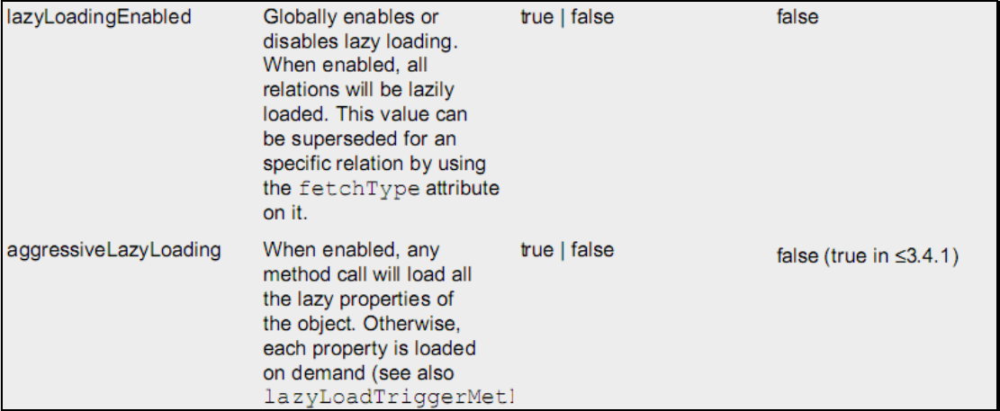 lazyLoadingEnabled Globally enables or true | false false
disables lazy loading.
When enabled, all
relations will be lazily
loaded. This value can
be superseded for an
specific relation by using
the fetchType attribute
on it.
aggressiveLazyLoading When enabled, any true | false false (true in ≤3.4.1)
method call will load all
the lazy properties of
the object. Otherwise,
each property is loaded
on demand (see also